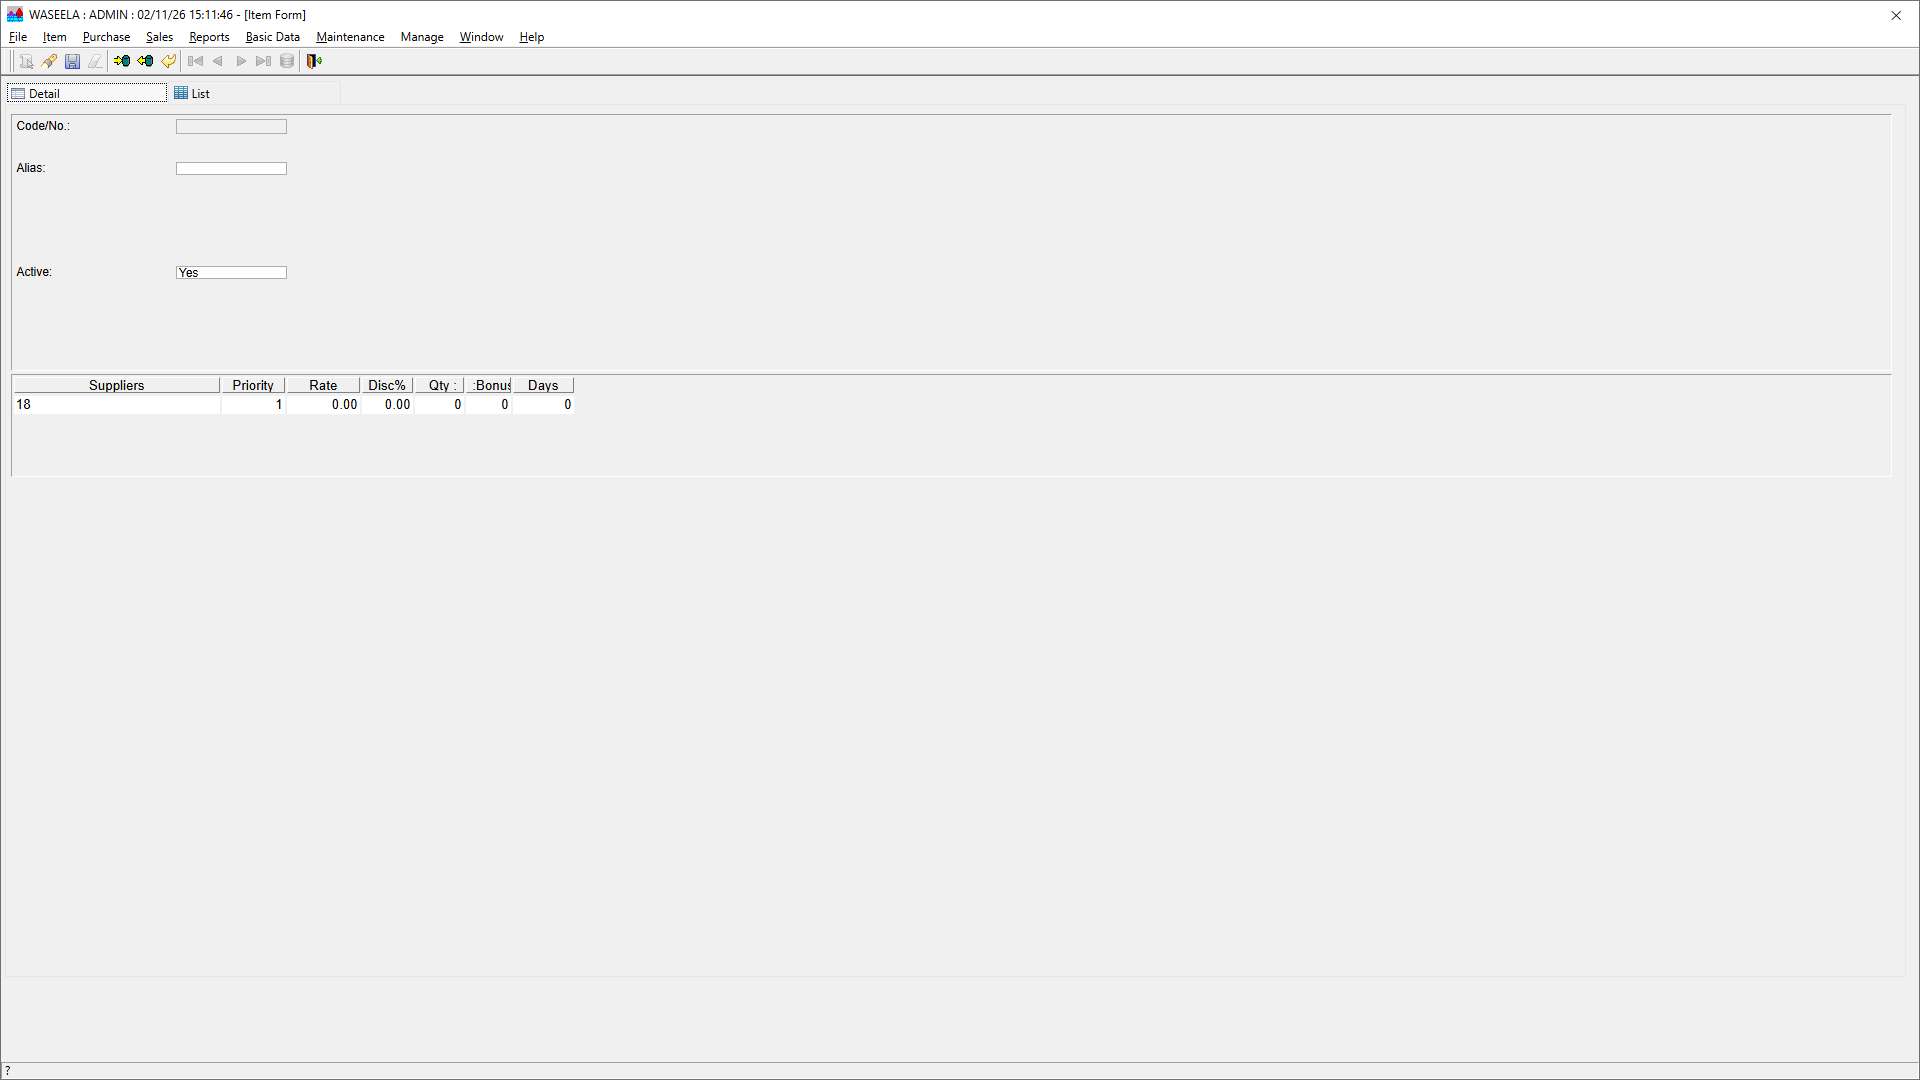 WASEELA : ADMIN : 02/11/26 15:11:46 - [Item Form]
File Item Purchase Sales Reports Basic Data Maintenance Manage Window Help
Detail List
Code/No.:
Alias:
Active: Yes
Suppliers Priority Rate Disc% Qty : :Bonus Days
18 1 0.00 0.00 0 0 0
?